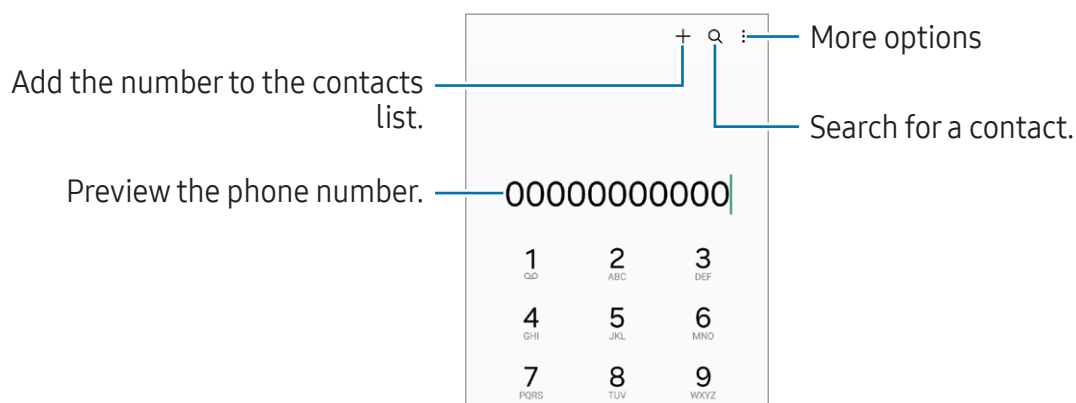 More options
Add the number to the contacts
list.
Search for a contact.
Preview the phone number.
00000000000
1 2 3
ABC DEF
4 5 6
GHI JKL MNO
7 8 9
PQRS TUV WXYZ